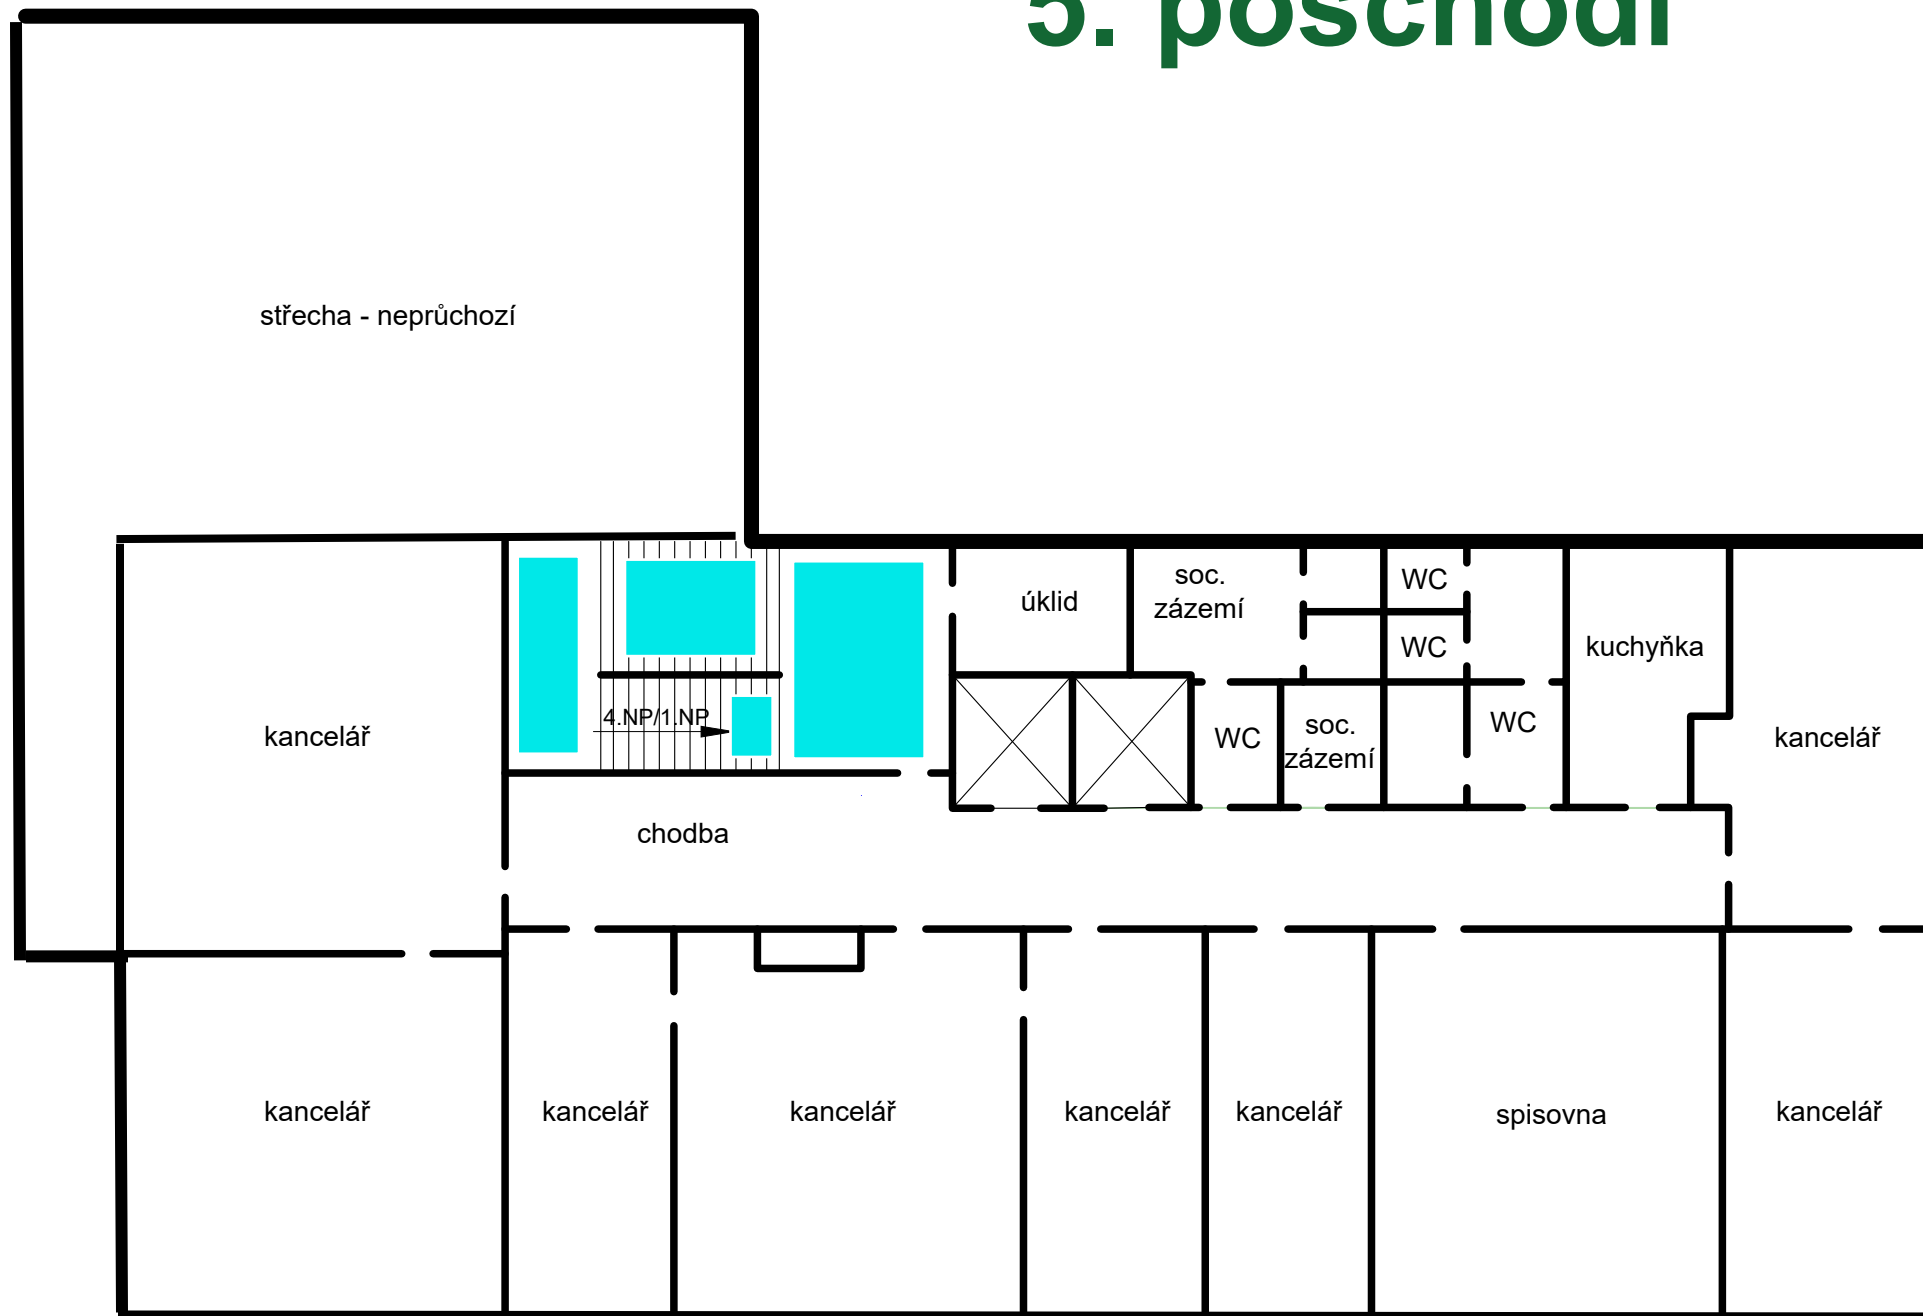 5. poschodí
střecha - neprůchozí
úklid
soc.
zázemí
WC
WC
kuchyňka
kancelář
4.NP/1.NP
WC
soc.
zázemí
WC
kancelář
chodba
kancelář
kancelář
kancelář
kancelář
kancelář
spisovna
kancelář